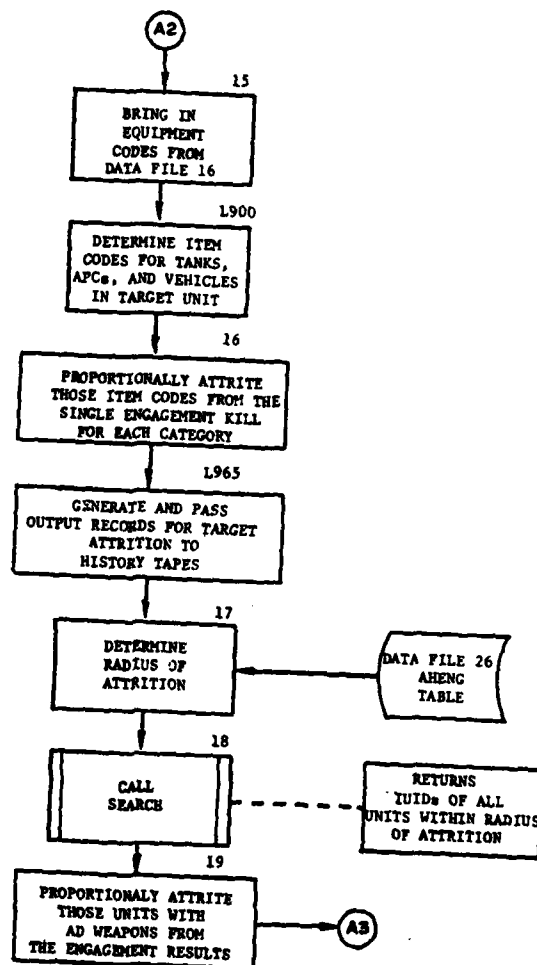 A2
15
BRING IN
EQUIPMENT
CODES FROM
DATA FILE 16
L900
DETERMINE ITEM
CODES FOR TANKS,
APCs, AND VEHICLES
IN TARGET UNIT
16
PROPORTIONALLY ATTRITE
THOSE ITEM CODES FROM THE
SINGLE ENGAGEMENT KILL
FOR EACH CATEGORY
L965
GENERATE AND PASS
OUTPUT RECORDS FOR TARGET
ATTRITION TO
HISTORY TAPES
17
DETERMINE
RADIUS OF
ATTRITION
DATA FILE 26
AHENG
TABLE
18
CALL
SEARCH
RETURNS
IUIDs OF ALL
UNITS WITHIN RADIUS
OF ATTRITION
19
PROPORTIONALY ATTRITE
THOSE UNITS WITH
AD WEAPONS FROM
THE ENGAGEMENT RESULTS
A3